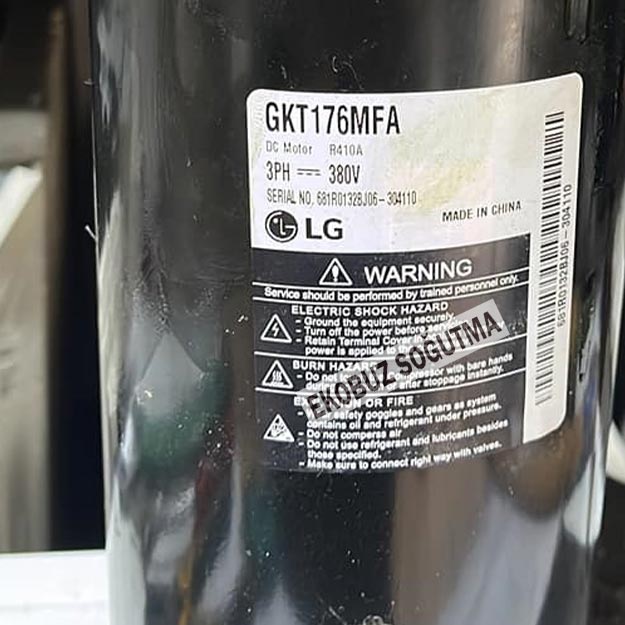 GKT176MFA
DC Motor R410A
3PH 380V
SERIAL NO. 681R0132BJ06-304110
LG
MADE IN CHINA
681R0132BJ06-304110
WARNING
Service should be performed by trained personnel only.
ELECTRIC SHOCK HAZARD
- Ground the equipment securely.
- Turn off the power before
- Retain Terminal Cover in
power is applied to the
BURN HAZARD
- Do not compressor with bare hands
after stoppage instantly.
EKOBUZ SOĞUTMA
OR FIRE
safety goggles and gears as system
contains oil and refrigerant under pressure.
- Do not comperss air
- Do not use refrigerant and lubricants besides
those specified.
- Make sure to connect right way with valves.